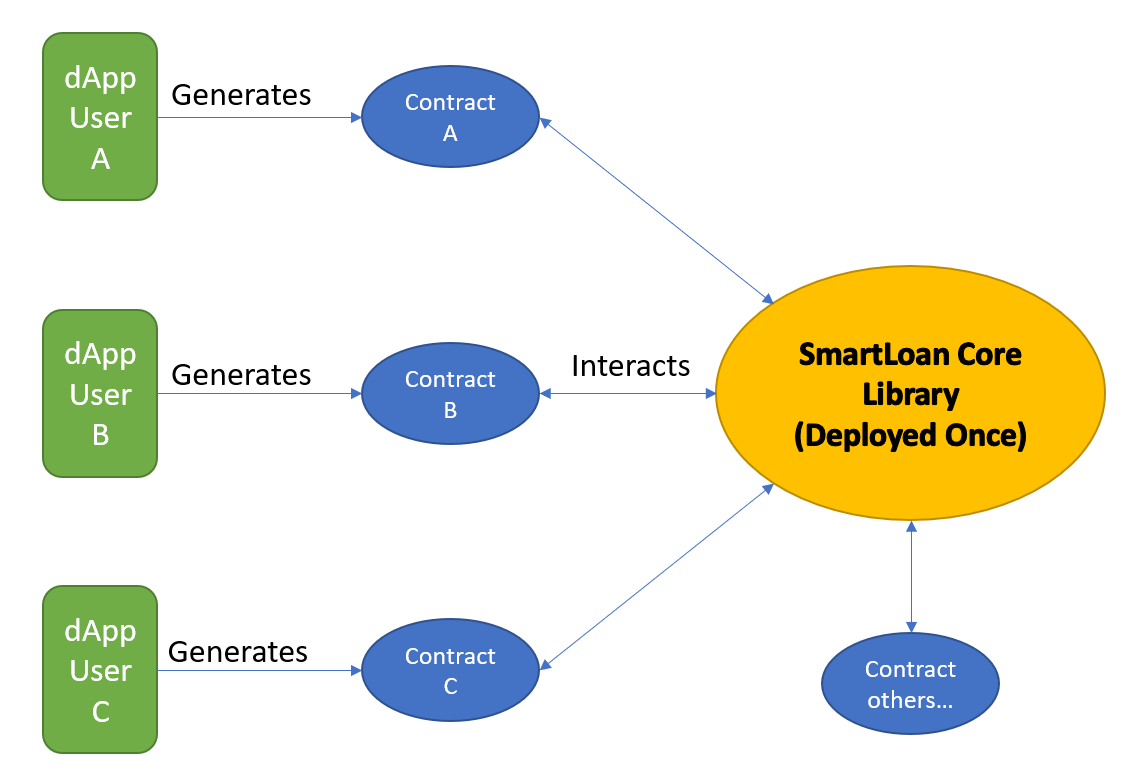 dApp
User
A
Generates
Contract
A
dApp
User
B
Generates
Contract
B
Interacts
SmartLoan Core
Library
(Deployed Once)
dApp
User
C
Generates
Contract
C
Contract
others...